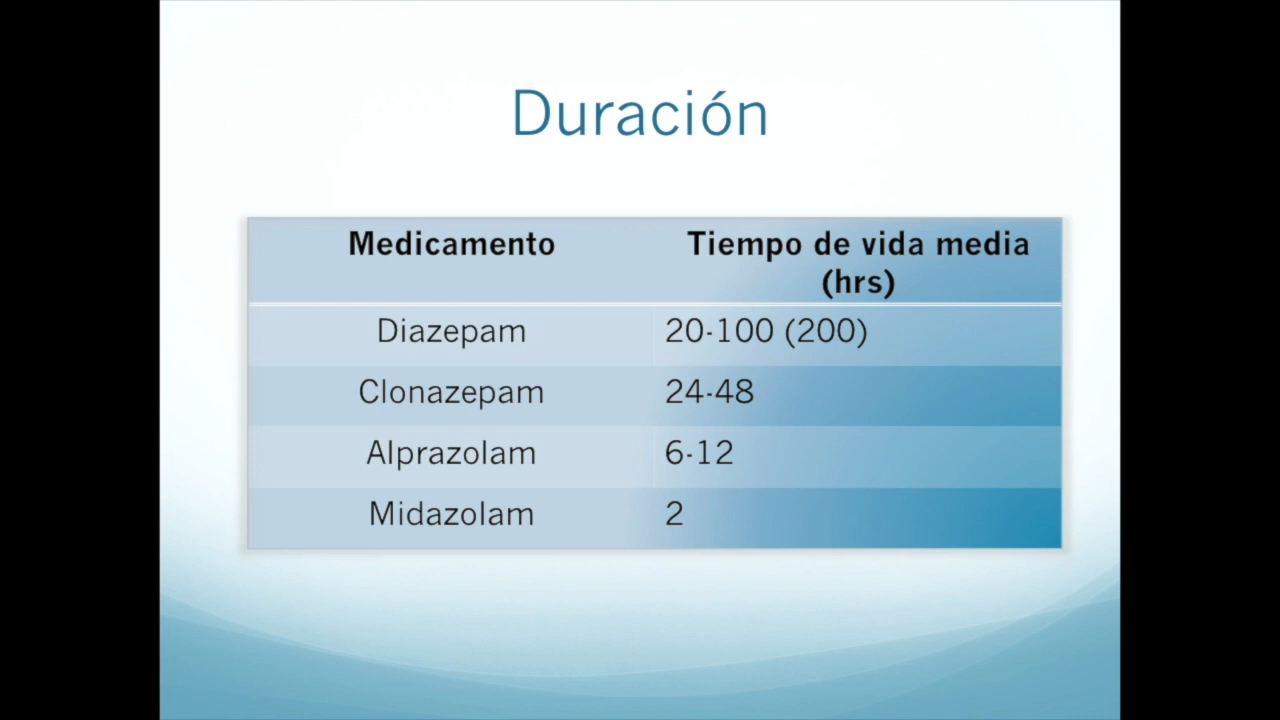 Duración
Medicamento
Tiempo de vida media
(hrs)
Diazepam
20-100 (200)
Clonazepam
24-48
Alprazolam
6-12
Midazolam
2